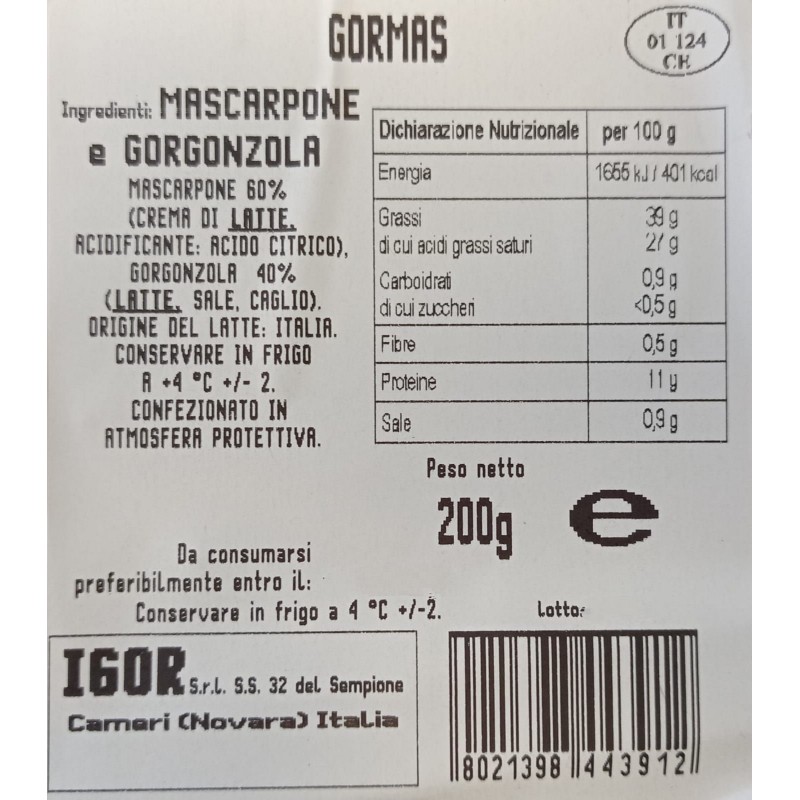 GORMAS
IT
01 124
CE
Ingredienti: MASCARPONE
e GORGONZOLA
MASCARPONE 60%
(CREMA DI LATTE,
ACIDIFICANTE: ACIDO CITRICO),
GORGONZOLA 40%
(LATTE, SALE, CAGLIO).
ORIGINE DEL LATTE: ITALIA.
CONSERVARE IN FRIGO
A +4 °C +/- 2.
CONFEZIONATO IN
ATMOSFERA PROTETTIVA.
Dichiarazione Nutrizionale per 100 g
Energia 1655 kJ / 401 kcal
Grassi 39 g
di cui acidi grassi saturi 27 g
Carboidrati 0,9 g
di cui zuccheri <0,5 g
Fibre 0,5 g
Proteine 11 g
Sale 0,9 g
Peso netto
200g e
Da consumarsi
preferibilmente entro il:
Conservare in frigo a 4 °C +/-2.
Lotto:
IGOR S.r.l. S.S. 32 del Sempione
Cameri (Novara) Italia
8021398 443912